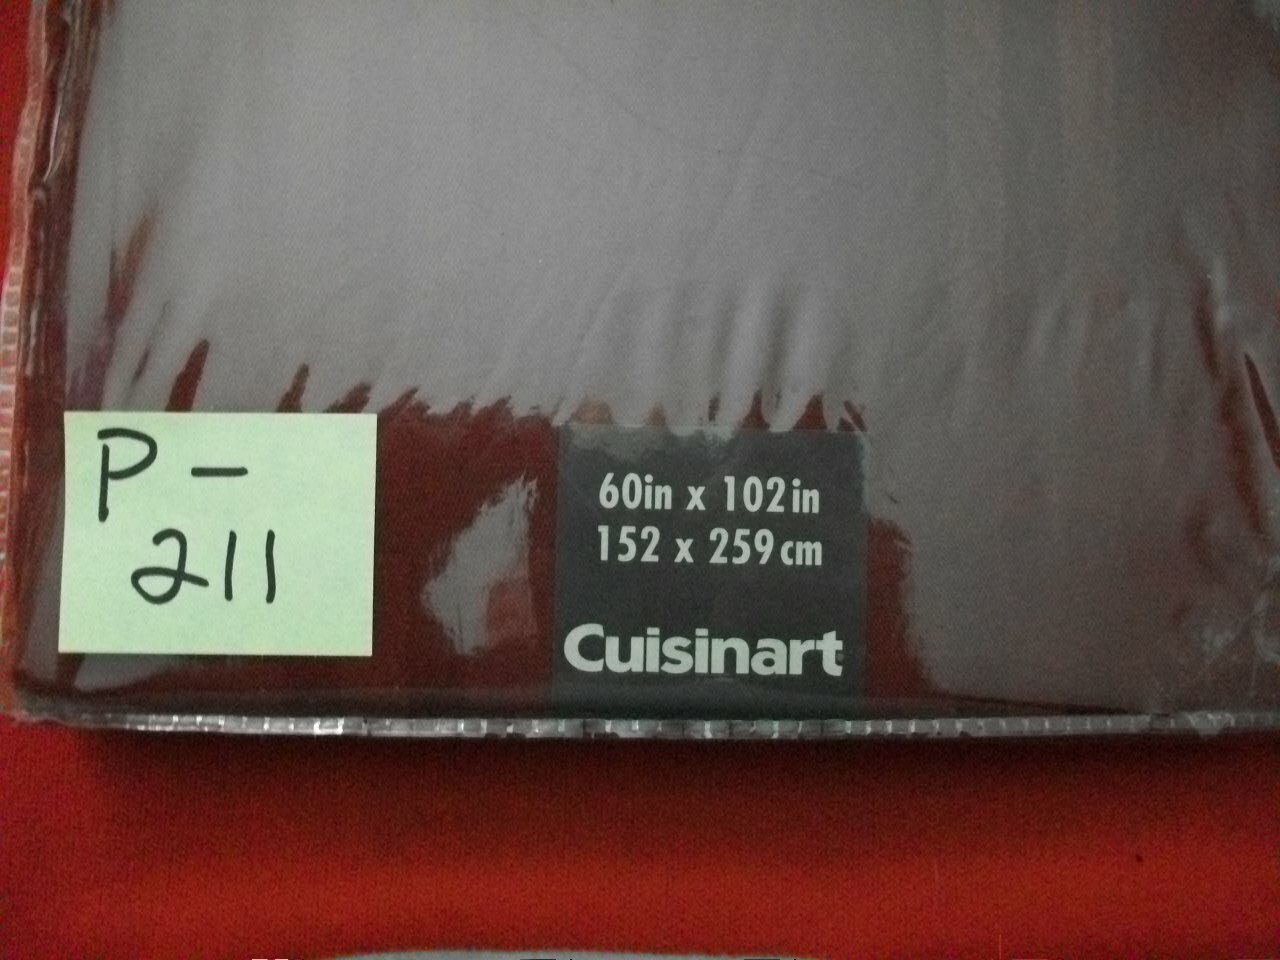 P-
211
60in x 102in
152 x 259cm
Cuisinart